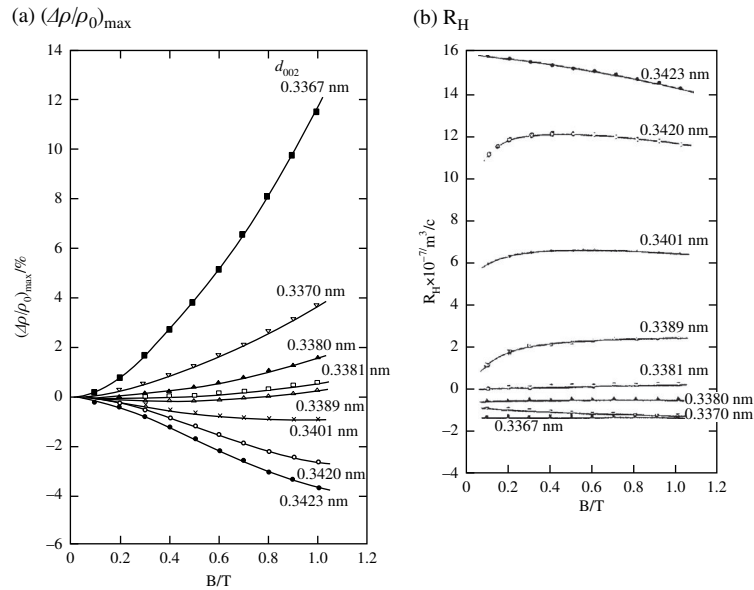 (a) (Δρ/ρ0)max
(b) RH
14
12
10
8
6
4
2
0
−2
−4
−6
(Δρ/ρ0)max/%
d002
0.3367 nm
0.3370 nm
0.3380 nm
0.3381 nm
0.3389 nm
0.3401 nm
0.3420 nm
0.3423 nm
0 0.2 0.4 0.6 0.8 1.0 1.2
B/T
16
14
12
10
8
6
4
2
0
−2
−4
RH×10−7/m3/c
0.3423 nm
0.3420 nm
0.3401 nm
0.3389 nm
0.3381 nm
0.3380 nm
0.3370 nm
0.3367 nm
0 0.2 0.4 0.6 0.8 1.0 1.2
B/T